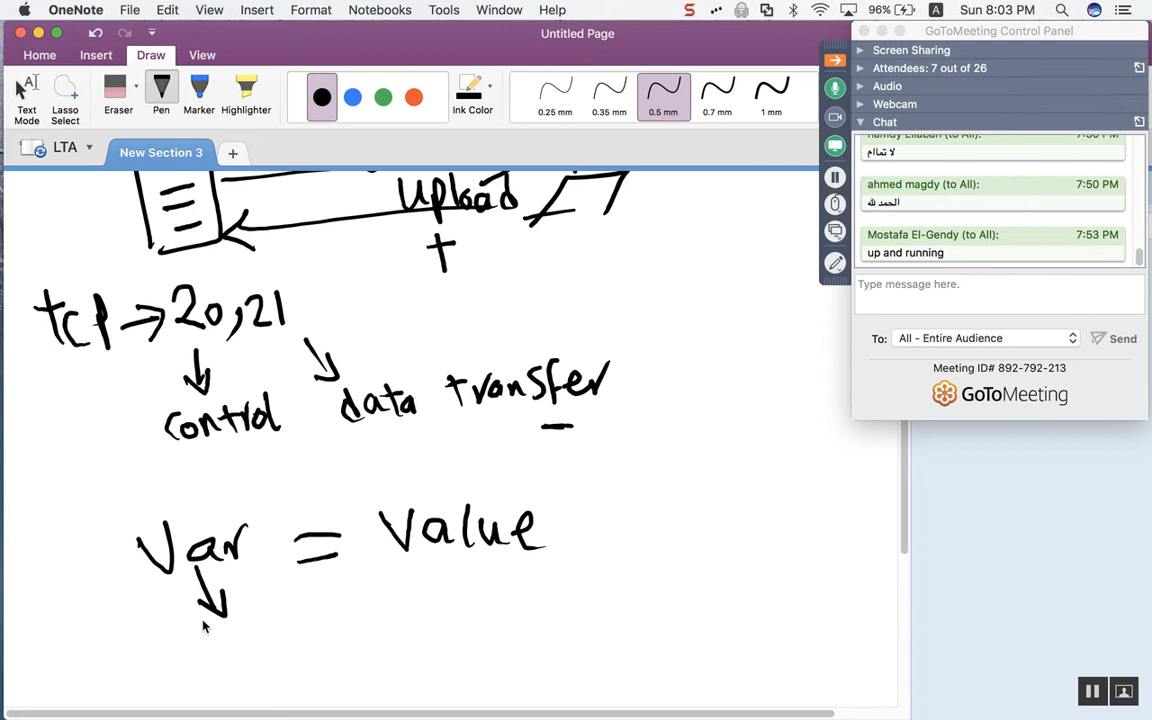 OneNote File Edit View Insert Format Notebooks Tools Window Help
S 96% A Sun 8:03 PM
Untitled Page
Home Insert Draw View
Text Mode
Lasso Select
Eraser
Pen
Marker
Highlighter
Ink Color
0.25 mm 0.35 mm 0.5 mm 0.7 mm 1 mm
LTA New Section 3 +
upload
+
tcp → 20,21
control
data transfer
Var = Value
GoToMeeting Control Panel
Screen Sharing
Attendees: 7 out of 26
Audio
Webcam
Chat
لا تماام
ahmed magdy (to All): 7:50 PM
الحمد لله
Mostafa El-Gendy (to All): 7:53 PM
up and running
Type message here.
To: All - Entire Audience Send
Meeting ID# 892-792-213
GoToMeeting